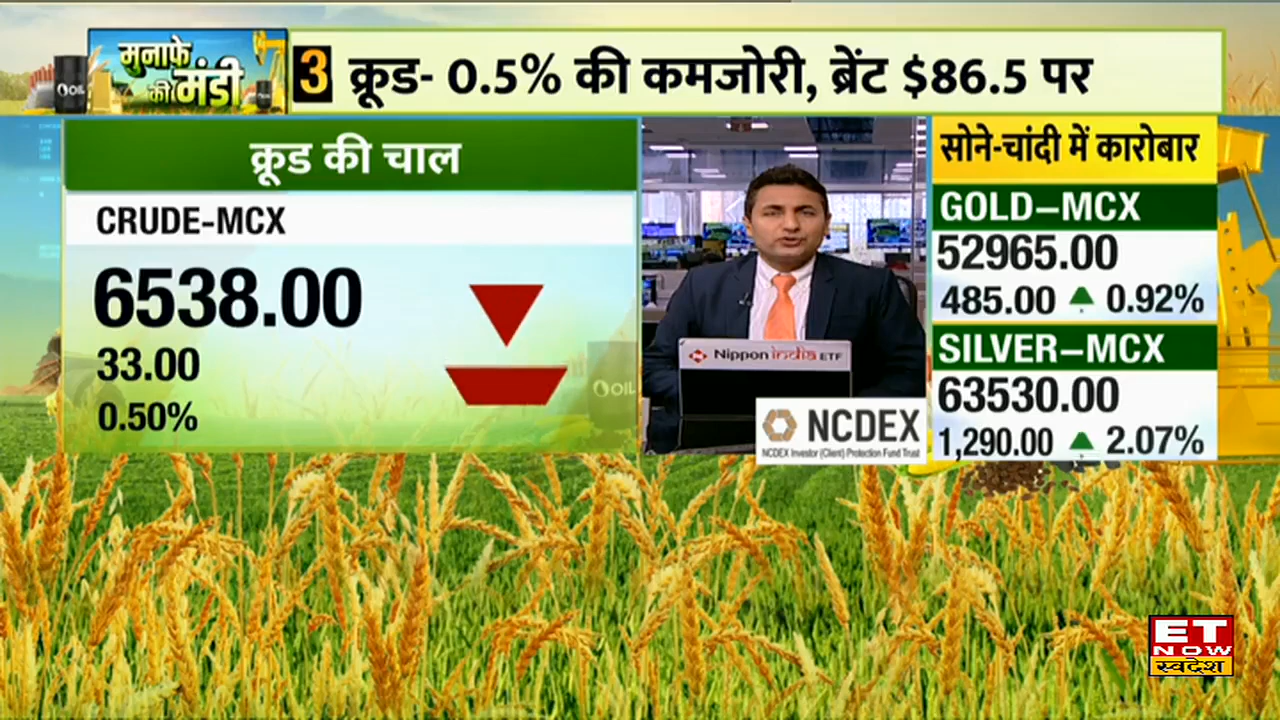 मुनाफे
की मंडी
OIL
3 क्रूड- 0.5% की कमजोरी, ब्रेंट $86.5 पर
क्रूड की चाल
CRUDE-MCX
6538.00
33.00
0.50%
OIL
Nippon india ETF
NCDEX
NCDEX Investor (Client) Protection Fund Trust
सोने-चांदी में कारोबार
GOLD–MCX
52965.00
485.00 0.92%
SILVER–MCX
63530.00
1,290.00 2.07%
ET
NOW
स्वदेश